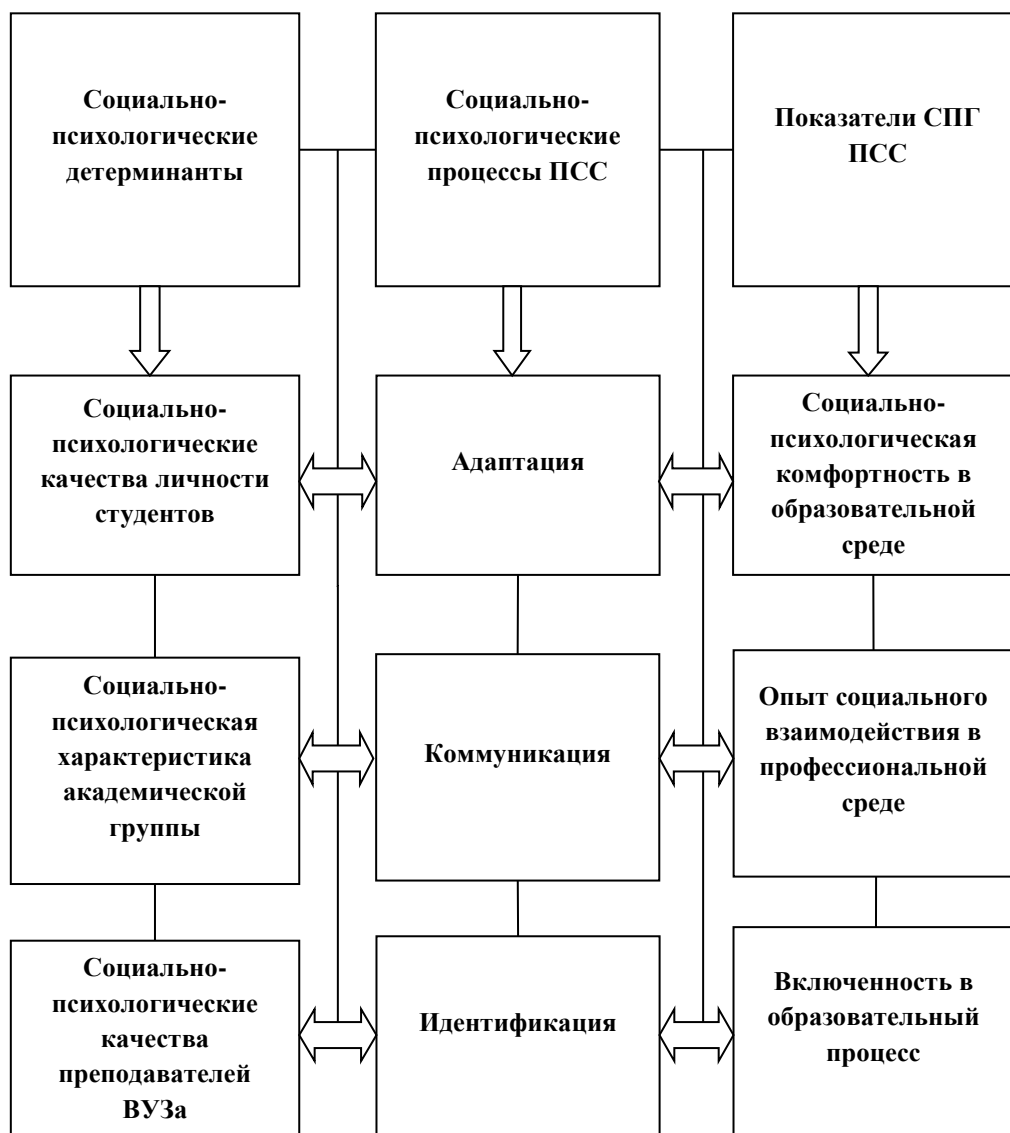 Социально-
психологические
детерминанты
Социально-
психологические
процессы ПСС
Показатели СПГ
ПСС
Социально-
психологические
качества личности
студентов
Адаптация
Социально-
психологическая
комфортность в
образовательной
среде
Социально-
психологическая
характеристика
академической
группы
Коммуникация
Опыт социального
взаимодействия в
профессиональной
среде
Социально-
психологические
качества
преподавателей
ВУЗа
Идентификация
Включенность в
образовательный
процесс